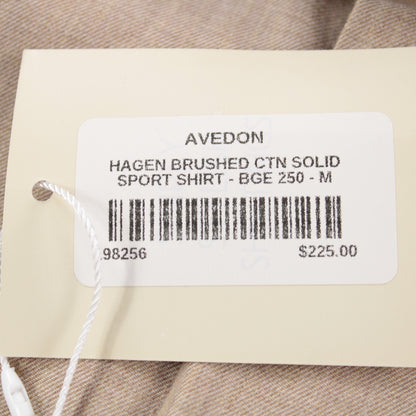 AVEDON
HAGEN BRUSHED CTN SOLID
SPORT SHIRT - BGE 250 - M
98256 $225.00